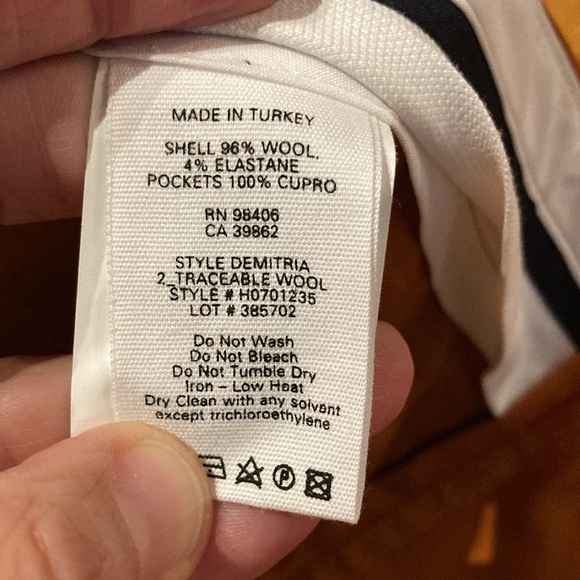 MADE IN TURKEY
SHELL 96% WOOL,
4% ELASTANE
POCKETS 100% CUPRO
RN 98406
CA 39862
STYLE DEMITRIA
2_TRACEABLE WOOL
STYLE # H0701235
LOT # 385702
Do Not Wash
Do Not Bleach
Do Not Tumble Dry
Iron - Low Heat
Dry Clean with any solvent
except trichloroethylene
P